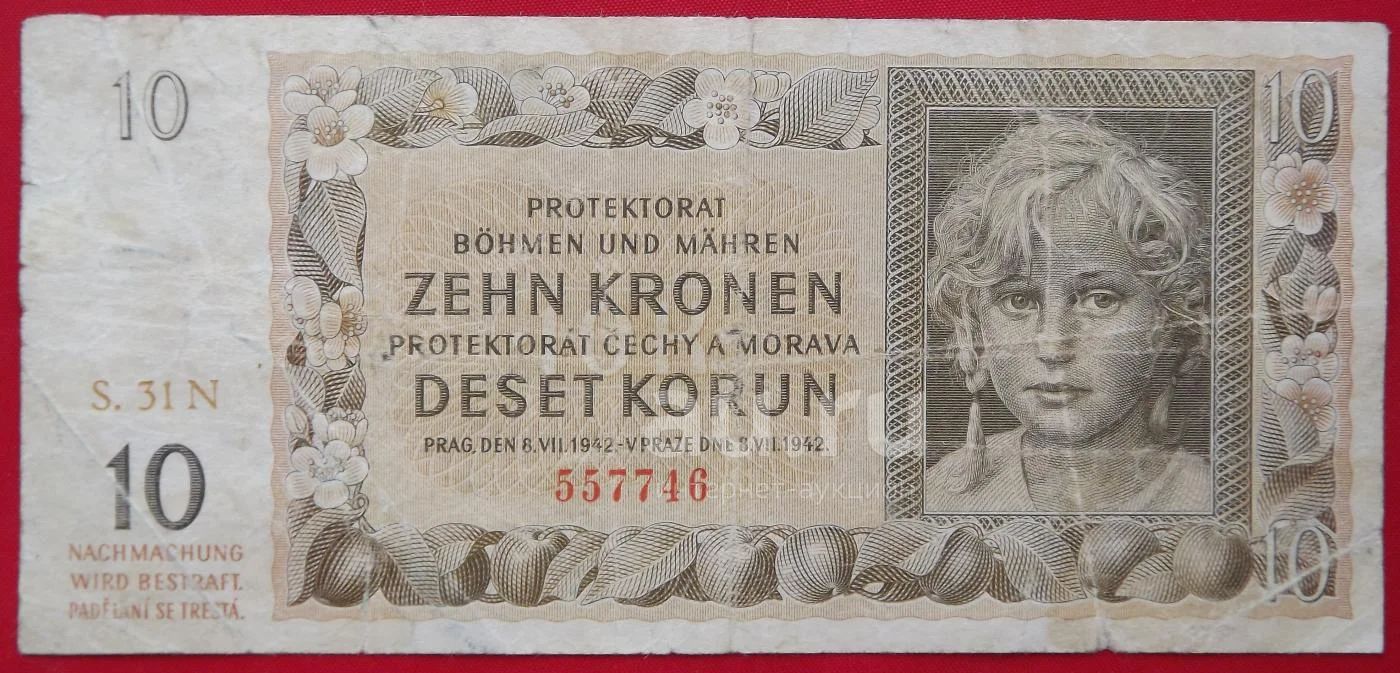 10
10
PROTEKTORAT
BÖHMEN UND MÄHREN
ZEHN KRONEN
PROTEKTORÁT ČECHY A MORAVA
DESET KORUN
PRAG, DEN 8.VII.1942.-V PRAZE DNE 8.VII.1942.
557746
S. 31 N
10
NACHMACHUNG
WIRD BESTRAFT.
PADĚLÁNÍ SE TRESTÁ.
10